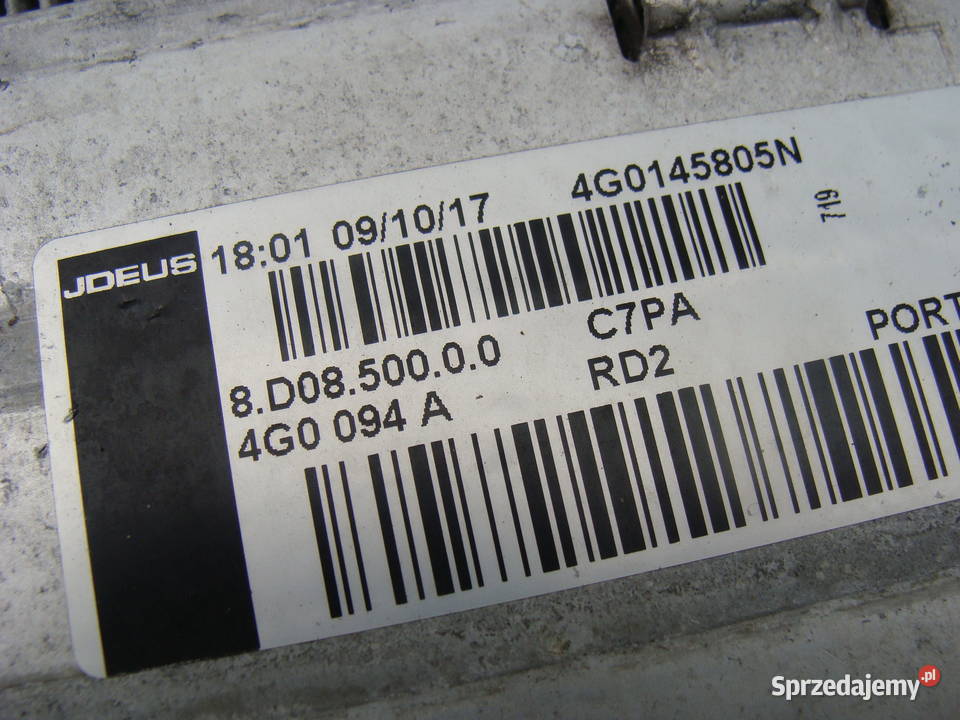 JDEUS
18:01 09/10/17 4G0145805N
719
8.D08.500.0.0 C7PA
4G0 094 A RD2
PORT
Sprzedajemy.pl